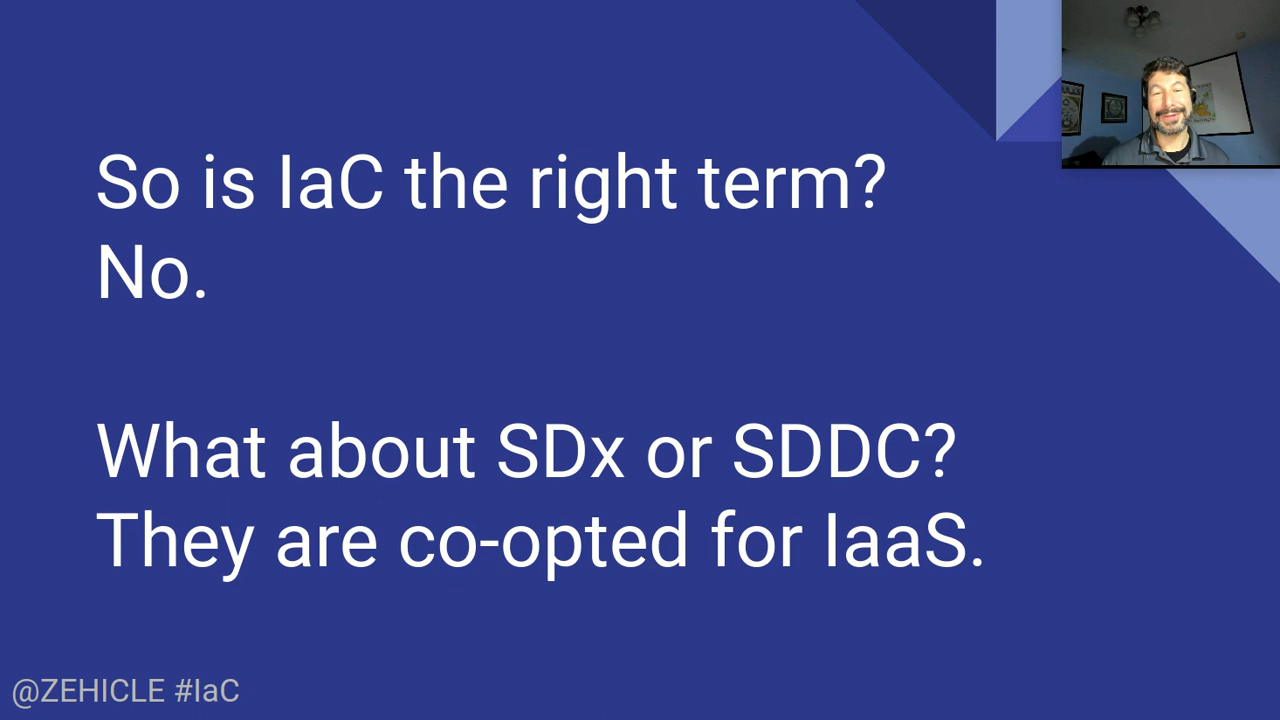 So is IaC the right term?
No.
What about SDx or SDDC?
They are co-opted for IaaS.
@ZEHICLE #IaC